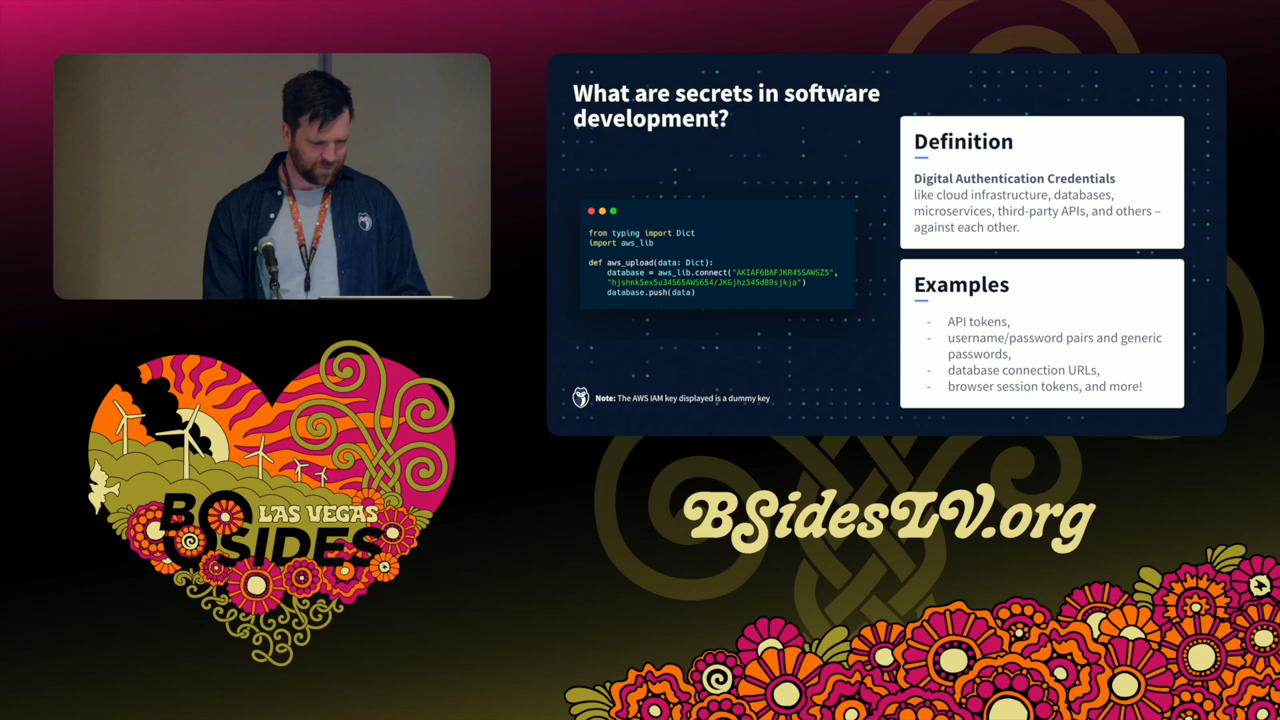 What are secrets in software
development?
from typing import Dict
import aws_lib
def aws_upload(data: Dict):
database = aws_lib.connect("AKIAF6BAFJKR45SAWSZ5",
"hjshnk5ex5u34565AWS654/JKGjhz545d89sjkja")
database.push(data)
Note: The AWS IAM key displayed is a dummy key
Definition
Digital Authentication Credentials
like cloud infrastructure, databases,
microservices, third-party APIs, and others –
against each other.
Examples
- API tokens,
- username/password pairs and generic
passwords,
- database connection URLs,
- browser session tokens, and more!
BO
LAS VEGAS
OSIDES
23
BSidesLV.org